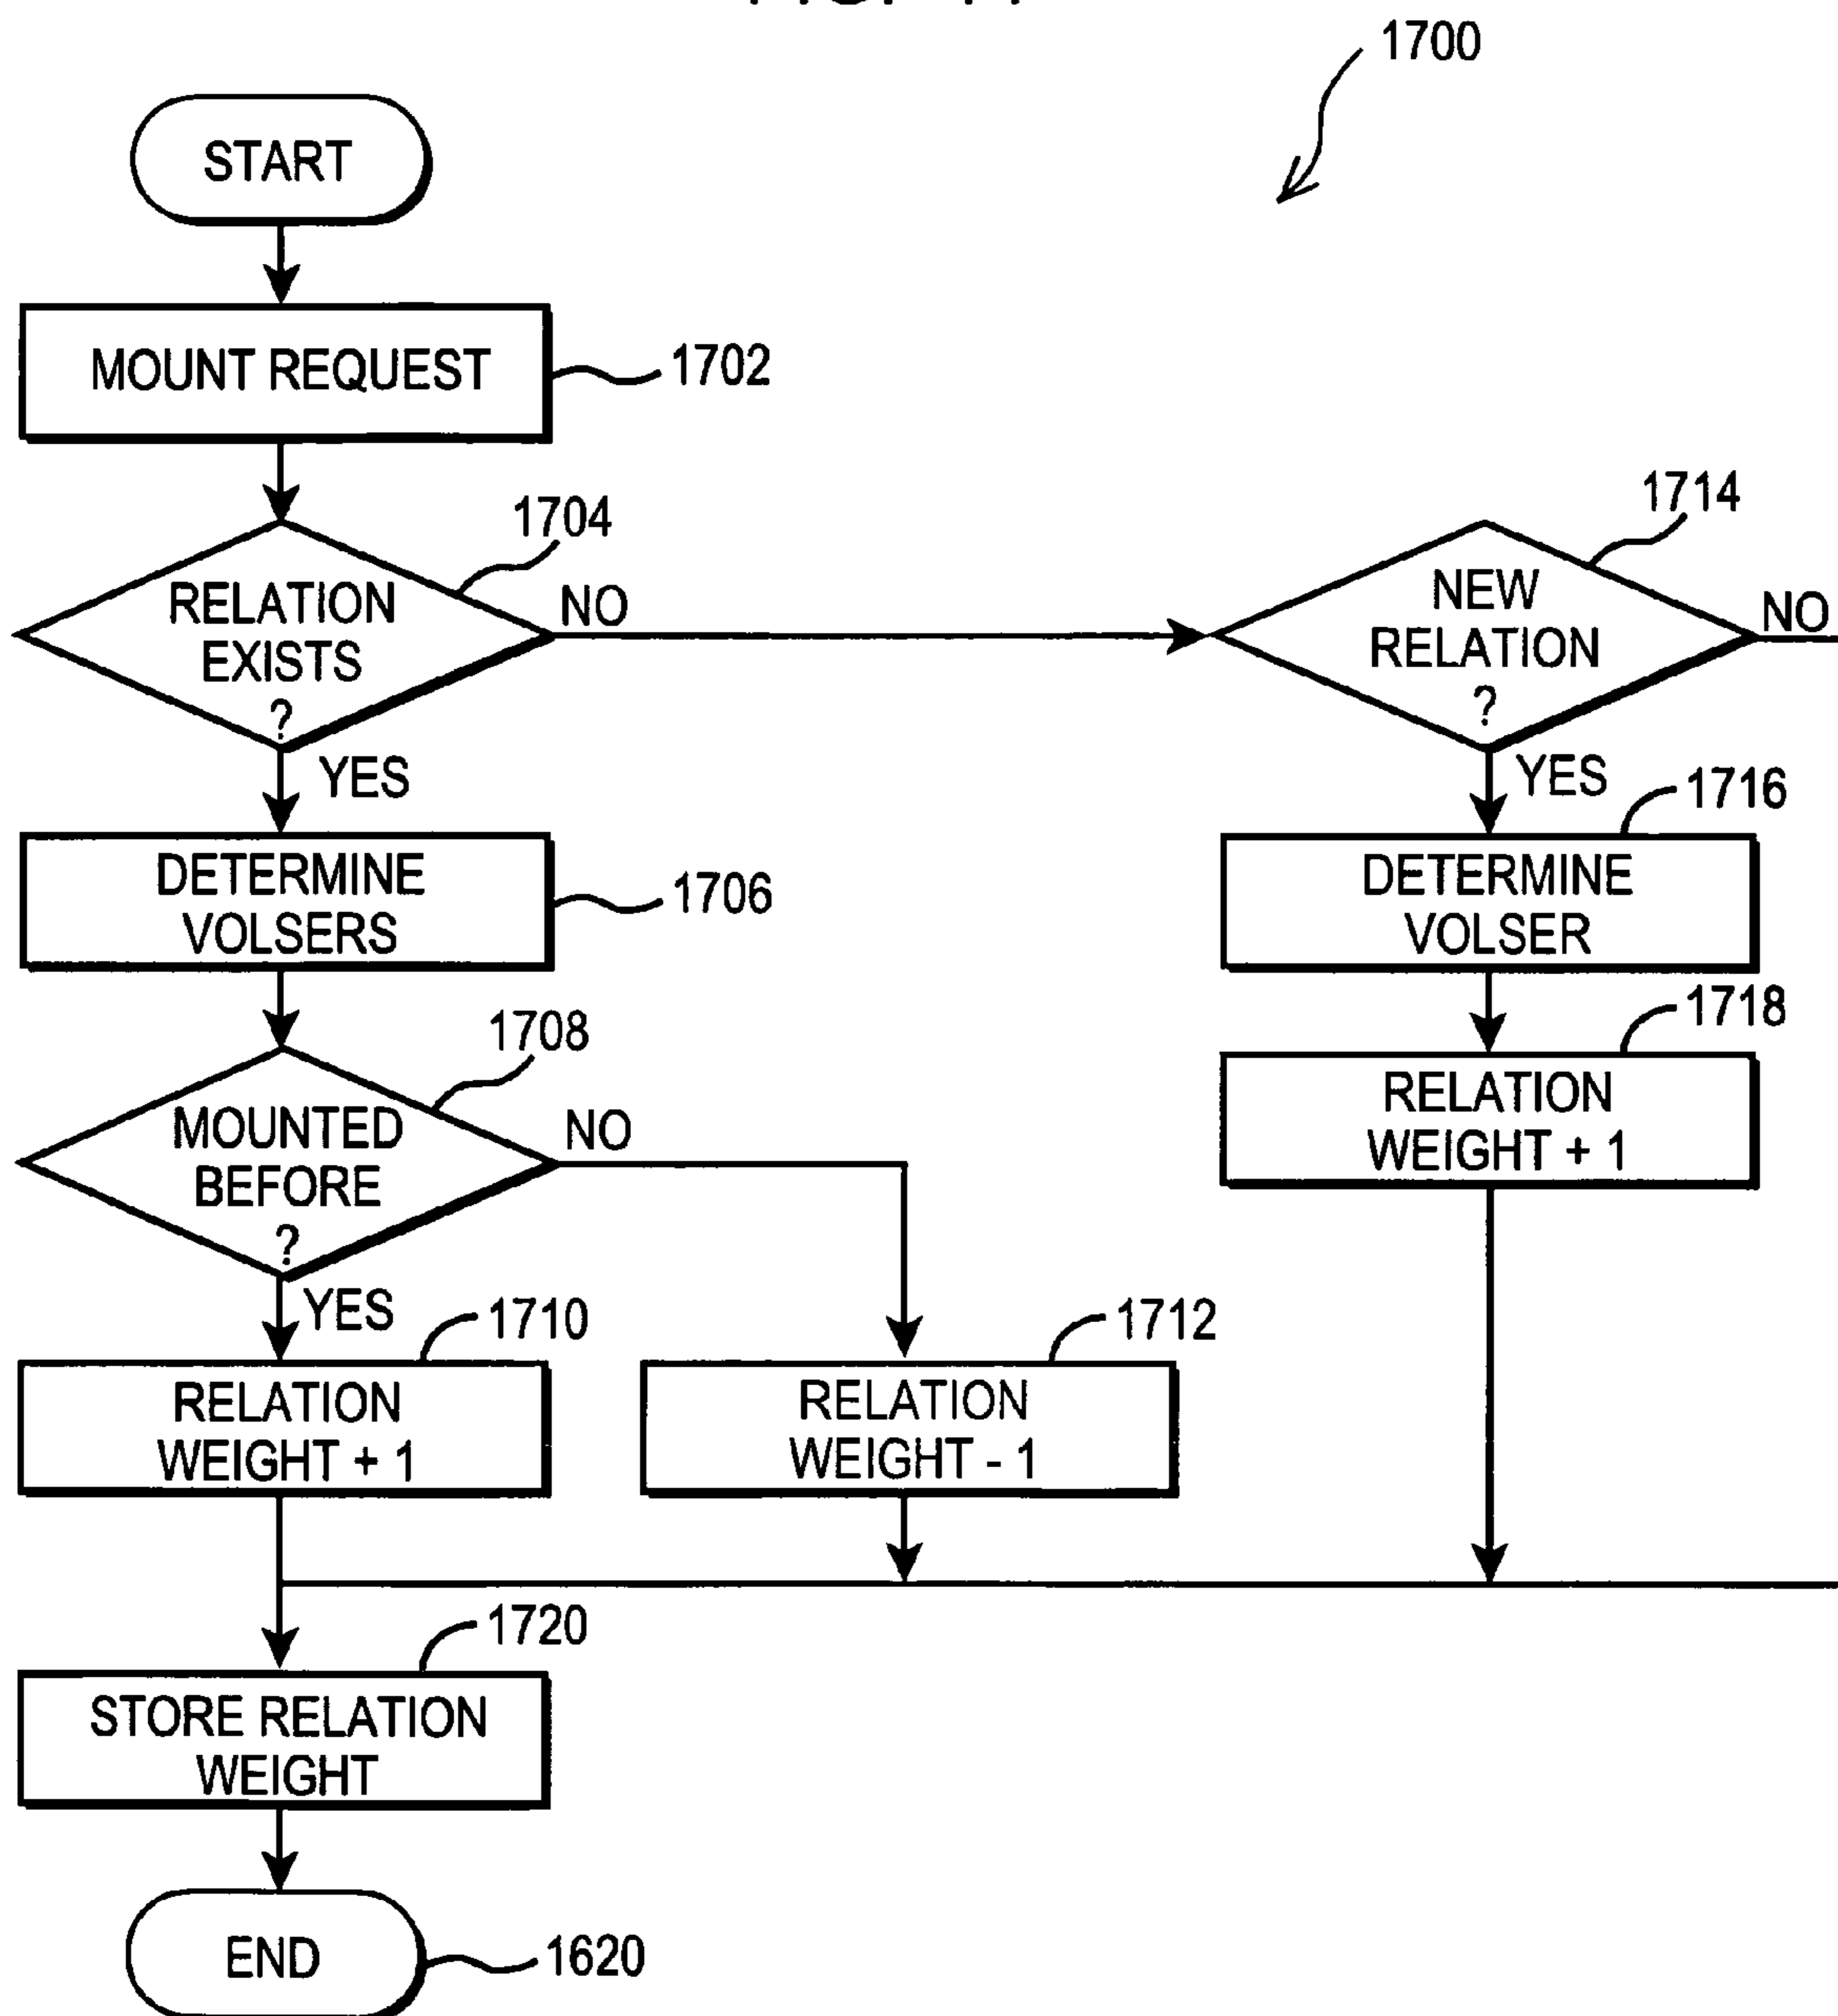 1700
START
MOUNT REQUEST
1702
1704
RELATION
EXISTS
?
NO
YES
1714
NEW
RELATION
?
NO
YES
DETERMINE
VOLSERS
1706
1716
DETERMINE
VOLSER
1708
MOUNTED
BEFORE
?
NO
YES
1718
RELATION
WEIGHT + 1
1710
RELATION
WEIGHT + 1
1712
RELATION
WEIGHT - 1
1720
STORE RELATION
WEIGHT
END
1620